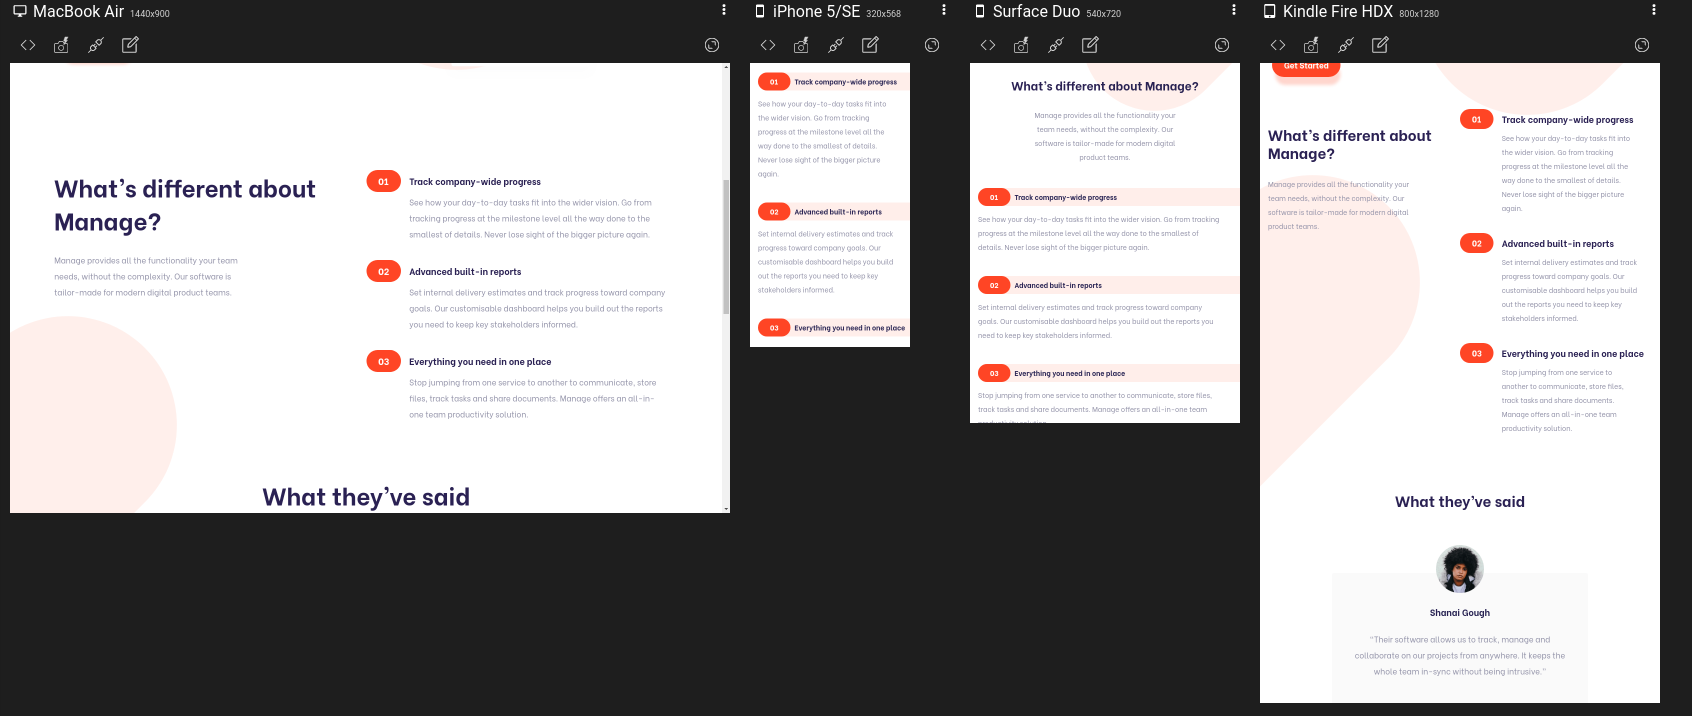 MacBook Air 1440x900
What's different about
Manage?
Manage provides all the functionality your team
needs, without the complexity. Our software is
tailor-made for modern digital product teams.
01 Track company-wide progress
See how your day-to-day tasks fit into the wider vision. Go from
tracking progress at the milestone level all the way done to the
smallest of details. Never lose sight of the bigger picture again.
02 Advanced built-in reports
Set internal delivery estimates and track progress toward company
goals. Our customisable dashboard helps you build out the reports
you need to keep key stakeholders informed.
03 Everything you need in one place
Stop jumping from one service to another to communicate, store
files, track tasks and share documents. Manage offers an all-in-
one team productivity solution.
What they've said
iPhone 5/SE 320x568
01 Track company-wide progress
See how your day-to-day tasks fit into
the wider vision. Go from tracking
progress at the milestone level all the
way done to the smallest of details.
Never lose sight of the bigger picture
again.
02 Advanced built-in reports
Set internal delivery estimates and track
progress toward company goals. Our
customisable dashboard helps you build
out the reports you need to keep key
stakeholders informed.
03 Everything you need in one place
Surface Duo 540x720
What's different about Manage?
Manage provides all the functionality your
team needs, without the complexity. Our
software is tailor-made for modern digital
product teams.
01 Track company-wide progress
See how your day-to-day tasks fit into the wider vision. Go from tracking
progress at the milestone level all the way done to the smallest of
details. Never lose sight of the bigger picture again.
02 Advanced built-in reports
Set internal delivery estimates and track progress toward company
goals. Our customisable dashboard helps you build out the reports you
need to keep key stakeholders informed.
03 Everything you need in one place
Stop jumping from one service to another to communicate, store files,
track tasks and share documents. Manage offers an all-in-one team
productivity solution.
Kindle Fire HDX 800x1280
Get Started
What's different about
Manage?
Manage provides all the functionality your
team needs, without the complexity. Our
software is tailor-made for modern digital
product teams.
01 Track company-wide progress
See how your day-to-day tasks fit into
the wider vision. Go from tracking
progress at the milestone level all the
way done to the smallest of details.
Never lose sight of the bigger picture
again.
02 Advanced built-in reports
Set internal delivery estimates and track
progress toward company goals. Our
customisable dashboard helps you build
out the reports you need to keep key
stakeholders informed.
03 Everything you need in one place
Stop jumping from one service to
another to communicate, store files,
track tasks and share documents.
Manage offers an all-in-one team
productivity solution.
What they've said
Shanai Gough
"Their software allows us to track, manage and
collaborate on our projects from anywhere. It keeps the
whole team in-sync without being intrusive."